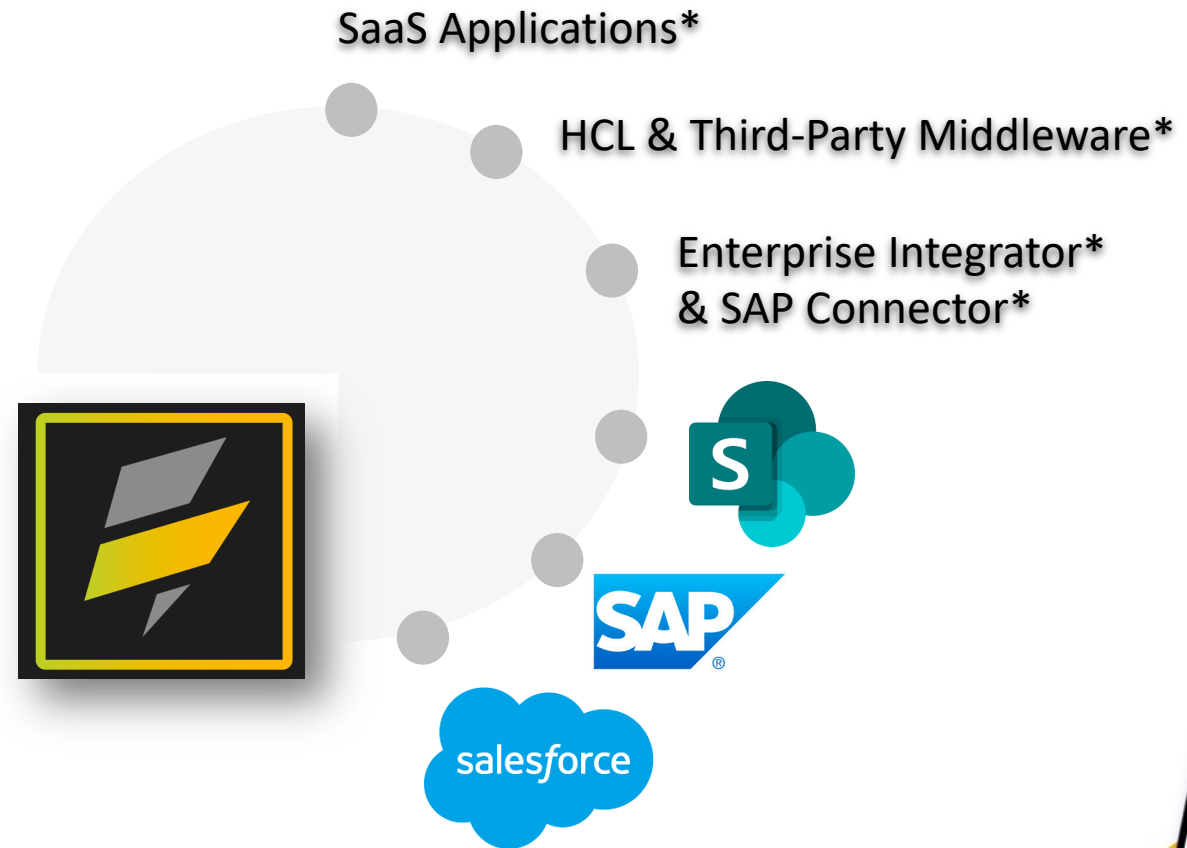 SaaS Applications*
HCL & Third-Party Middleware*
Enterprise Integrator*
& SAP Connector*
S
SAP
®
salesforce